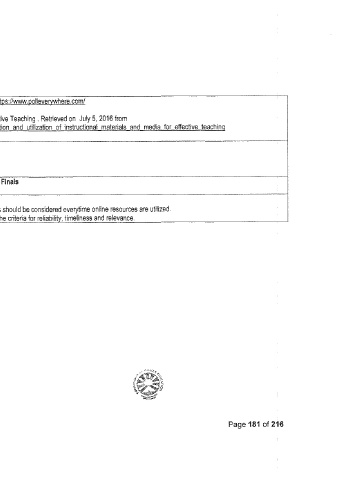 tps://www.polleverywhere.com/
ive Teaching . Retrieved on July 5, 2016 from
tion_and_utilization_of_instructional_materials_and_media_for_effective_teaching
Finals
s should be considered everytime online resources are utilized.
he criteria for reliability, timeliness and relevance.
Page 181 of 216